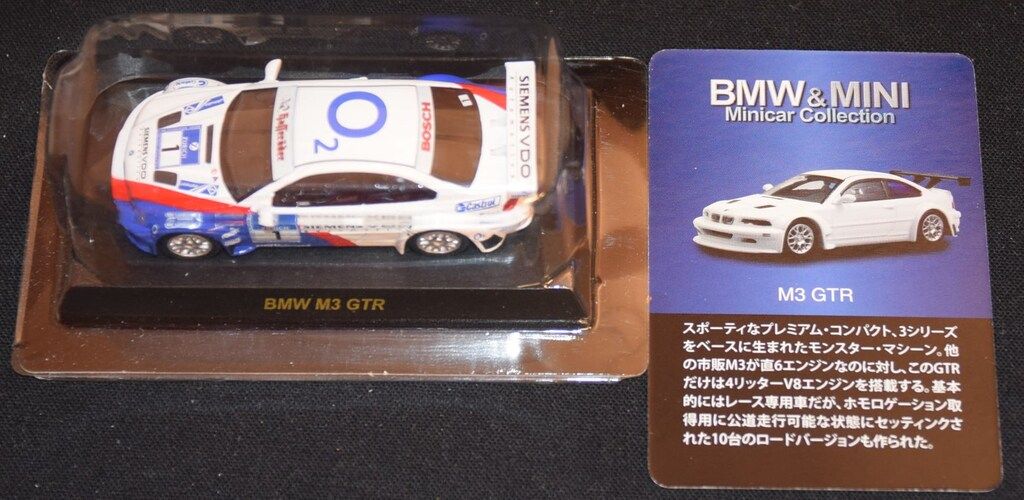 SIEMENS VDO
1
O2
BOSCH
SIEMENS VDO
Castrol
1
SIEMENS
BMW M3 GTR
BMW & MINI
Minicar Collection
M3 GTR
スポーティなプレミアム・コンパクト、3シリーズ
をベースに生まれたモンスター・マシーン。他
の市販M3が直6エンジンなのに対し、このGTR
だけは4リッターV8エンジンを搭載する。基本
的にはレース専用車だが、ホモロゲーション取
得用に公道走行可能な状態にセッティングさ
れた10台のロードバージョンも作られた。